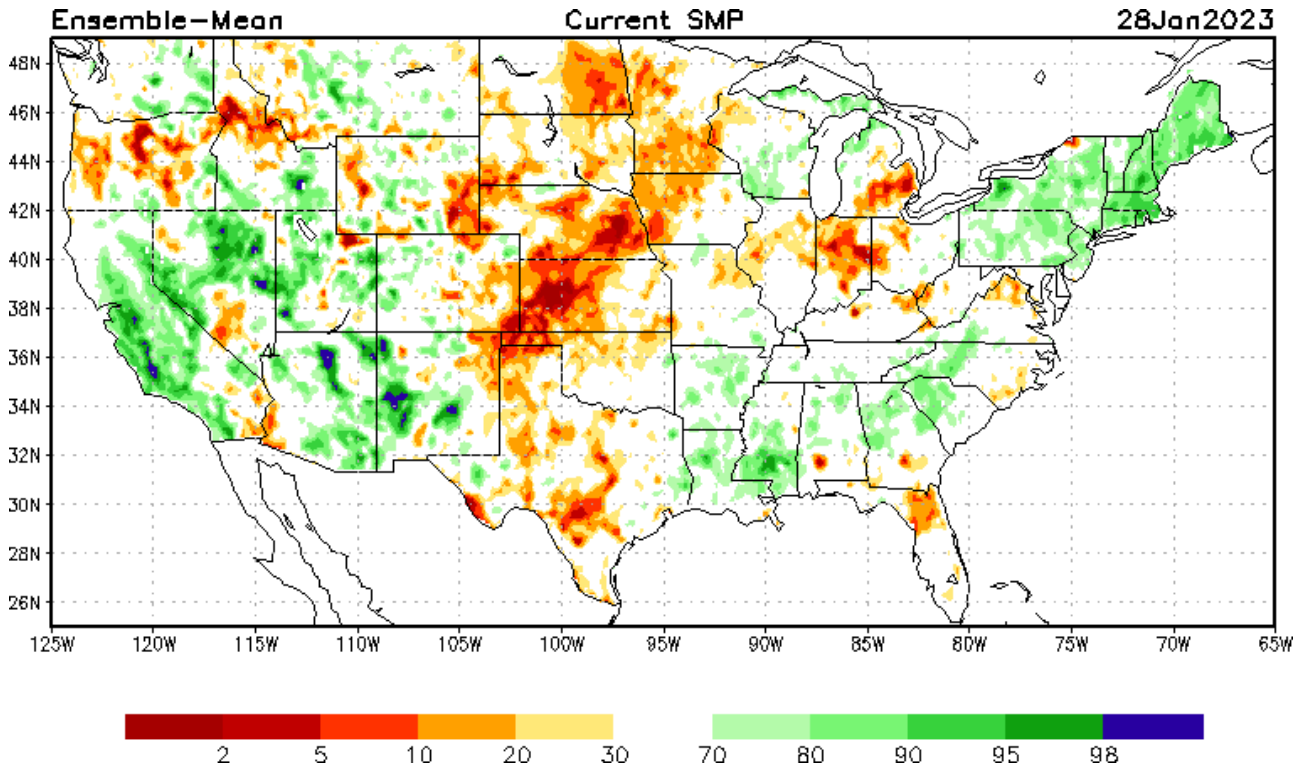 Ensemble-Mean Current SMP 28Jan2023
48N
46N
44N
42N
40N
38N
36N
34N
32N
30N
28N
26N
125W 120W 115W 110W 105W 100W 95W 90W 85W 80W 75W 70W 65W
2 5 10 20 30 70 80 90 95 98